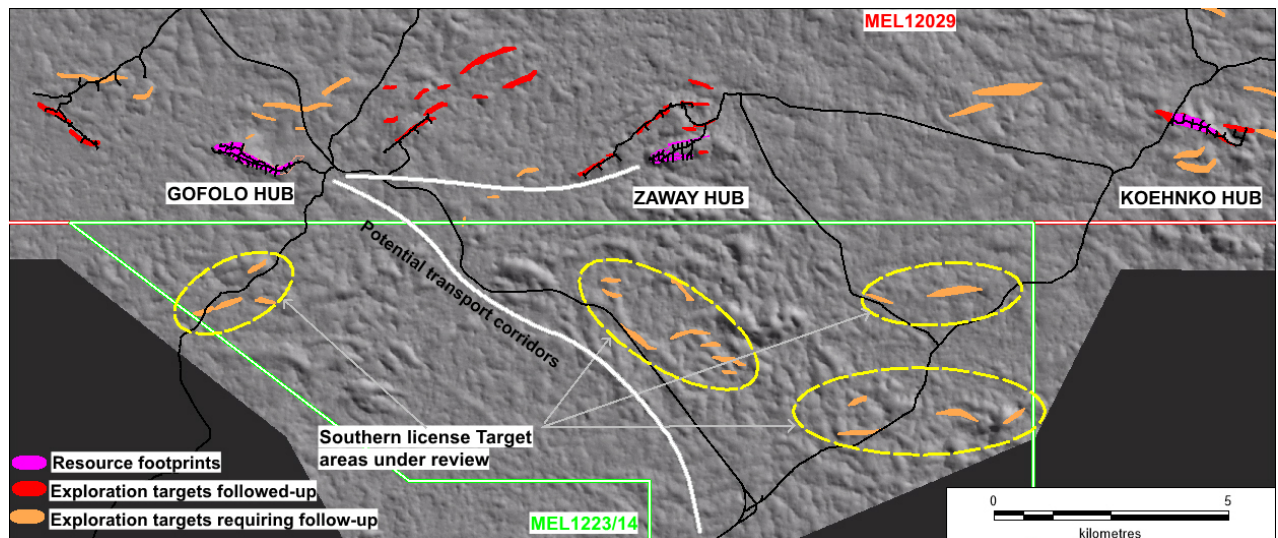 MEL12029
GOFOLO HUB
ZAWAY HUB
KOEHNKO HUB
Potential transport corridors
Southern license Target
areas under review
Resource footprints
Exploration targets followed-up
Exploration targets requiring follow-up
MEL1223/14
0
5
kilometres